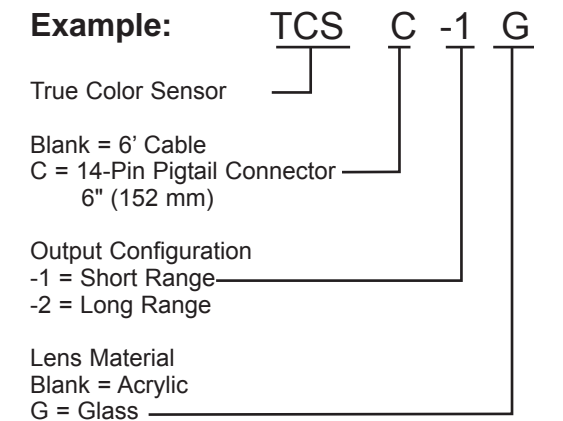 Example: TCS C -1 G
True Color Sensor
Blank = 6’ Cable
C = 14-Pin Pigtail Connector
6" (152 mm)
Output Configuration
-1 = Short Range
-2 = Long Range
Lens Material
Blank = Acrylic
G = Glass